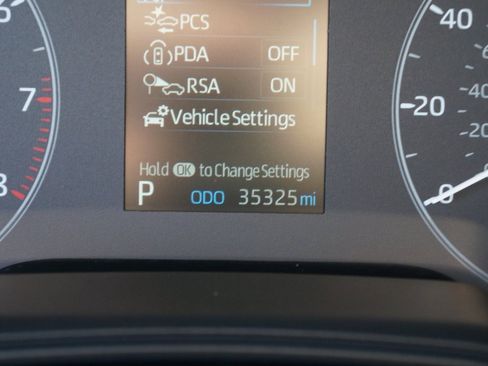 PCS
PDA OFF
RSA ON
Vehicle Settings
Hold OK to Change Settings
P ODO 35325 mi
6
7
8
40
20
0
40
20